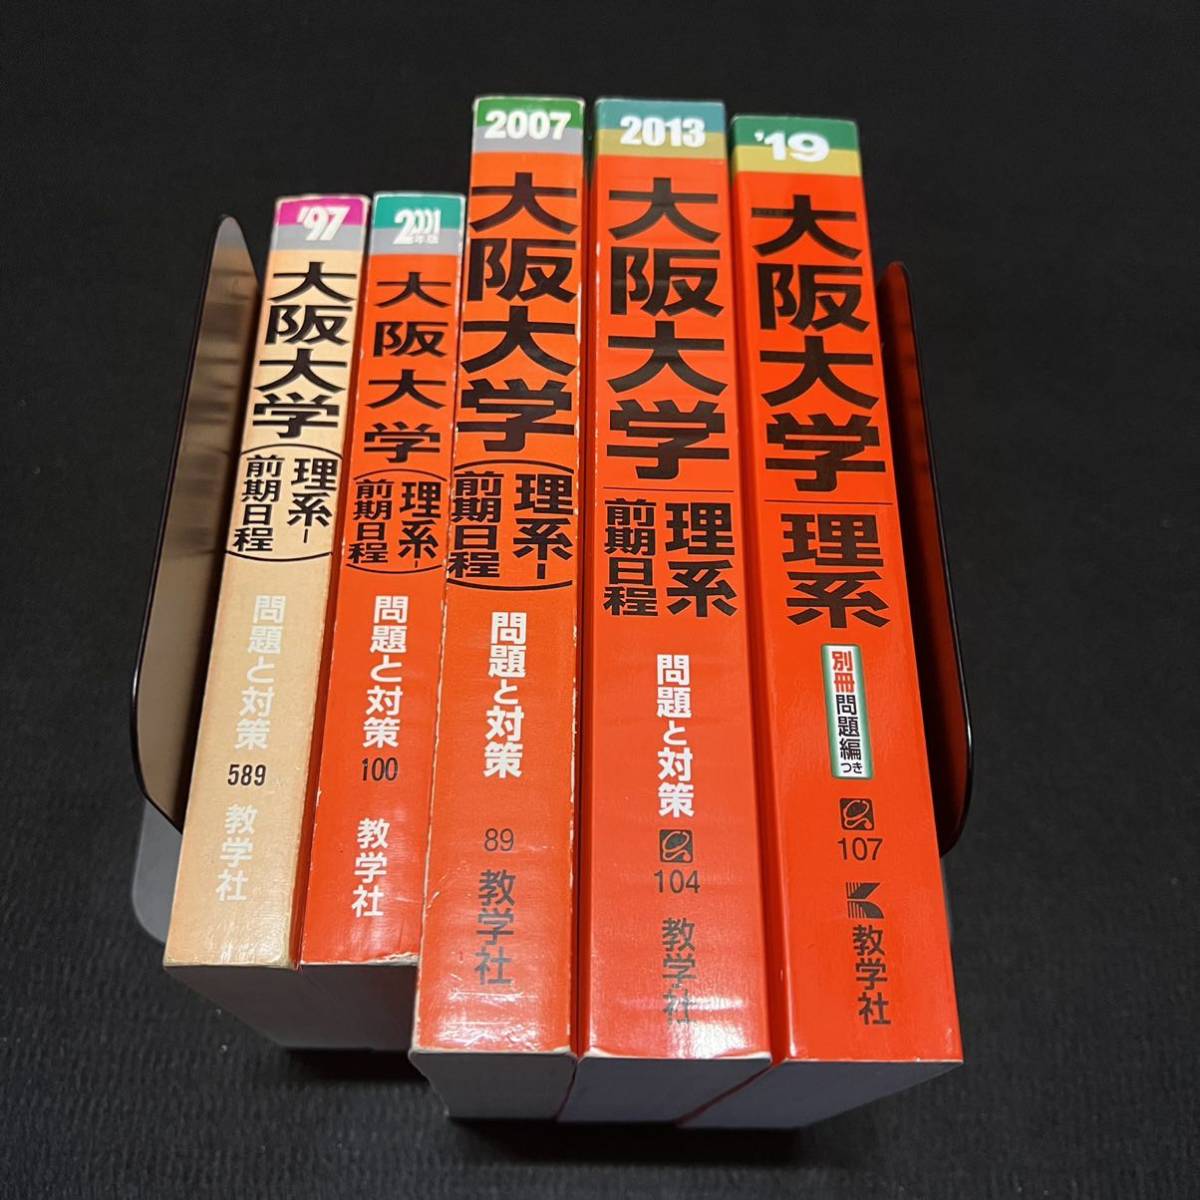 '97
大阪大学
(理系-
前期日程)
問題と対策
589
教学社
2001
年版
大阪大学
(理系-
前期日程)
問題と対策
100
教学社
2007
大阪大学
(理系-
前期日程)
問題と対策
89
教学社
2013
大阪大学
理系
前期日程
問題と対策
104
教学社
'19
大阪大学
理系
別冊問題編つき
107
教学社